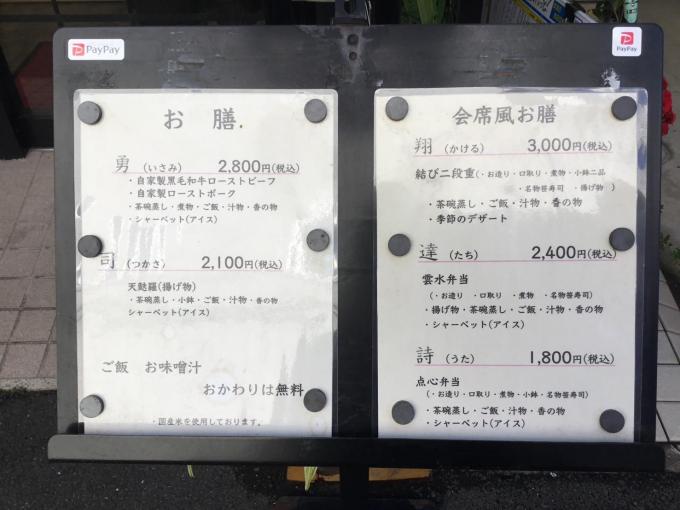 PayPay
PayPay
お 膳
勇 (いさみ) 2,800円(税込)
・自家製黒毛和牛ローストビーフ
・自家製ローストポーク
・茶碗蒸し・煮物・ご飯・汁物・香の物
・シャーベット(アイス)
司 (つかさ) 2,100円(税込)
天麩羅(揚げ物)
・茶碗蒸し・小鉢・ご飯・汁物・香の物
シャーベット(アイス)
ご飯 お味噌汁
おかわりは無料
・国産米を使用しております。
会席風お膳
翔 (かける) 3,000円(税込)
結び二段重(・お造り・口取り・煮物・小鉢二品
・名物笹寿司 ・揚げ物 )
・茶碗蒸し・ご飯・汁物・香の物
・季節のデザート
達 (たち) 2,400円(税込)
雲水弁当
(・お造り ・口取り ・煮物 ・名物笹寿司)
・揚げ物・茶碗蒸し・ご飯・汁物・香の物
・シャーベット(アイス)
詩 (うた) 1,800円(税込)
点心弁当
(・お造り・口取り・煮物・小鉢・名物笹寿司)
・茶碗蒸し・ご飯・汁物・香の物
・シャーベット(アイス)